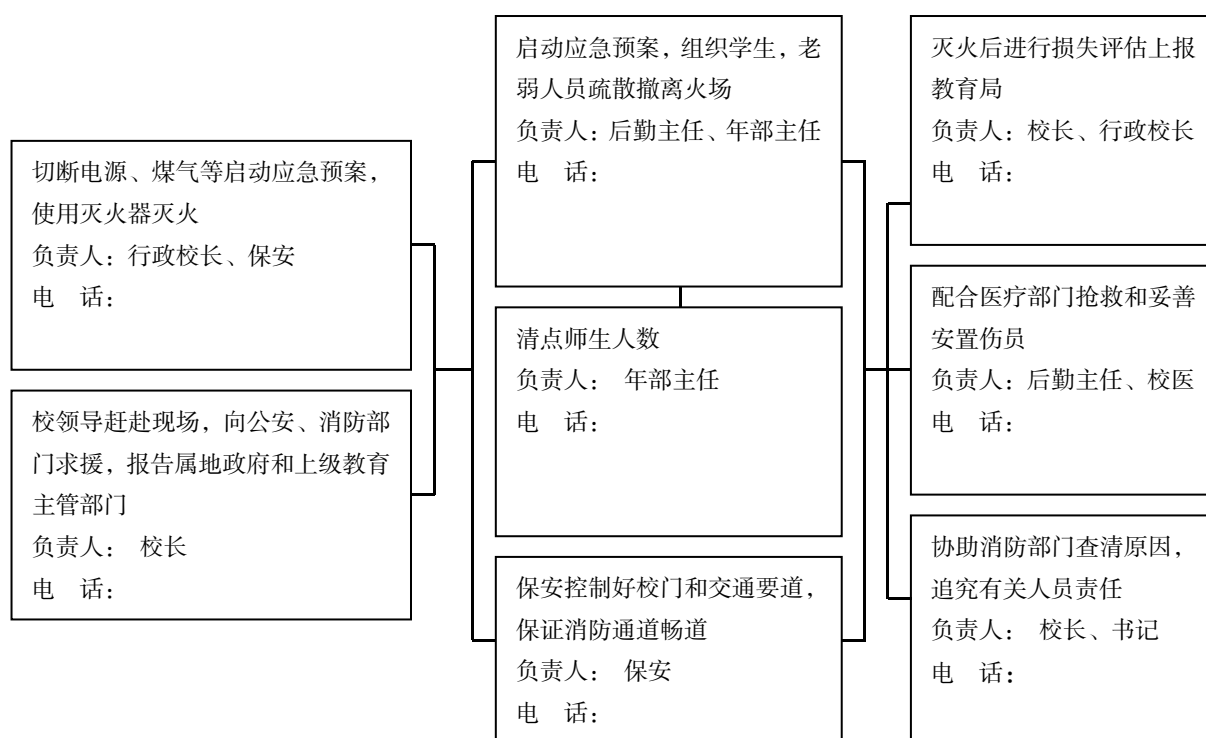 切断电源、煤气等启动应急预案，
使用灭火器灭火
负责人：行政校长、保安
电　话：
校领导赶赴现场，向公安、消防部
门求援，报告属地政府和上级教育
主管部门
负责人： 校长
电　话：
启动应急预案，组织学生，老
弱人员疏散撤离火场
负责人：后勤主任、年部主任
电　话：
清点师生人数
负责人： 年部主任
电　话：
保安控制好校门和交通要道，
保证消防通道畅道
负责人： 保安
电　话：
灭火后进行损失评估上报
教育局
负责人：校长、行政校长
电　话：
配合医疗部门抢救和妥善
安置伤员
负责人：后勤主任、校医
电　话：
协助消防部门查清原因，
追究有关人员责任
负责人： 校长、书记
电　话：